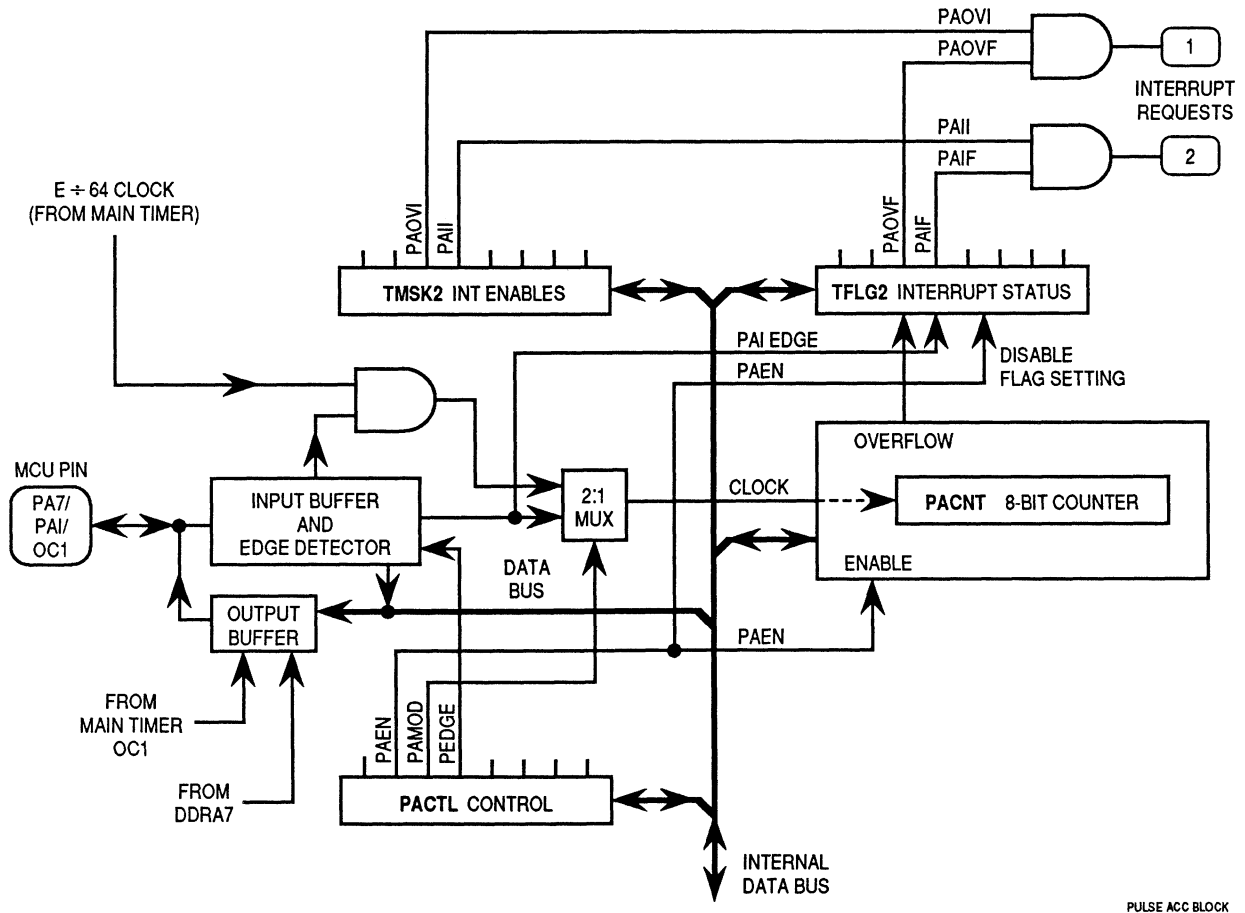 PAOVI
PAOVF
1
INTERRUPT
REQUESTS
PAII
PAIF
2
E ÷ 64 CLOCK
(FROM MAIN TIMER)
PAOVI
PAII
PAOVF
PAIF
TMSK2 INT ENABLES
TFLG2 INTERRUPT STATUS
PAI EDGE
DISABLE
FLAG SETTING
PAEN
OVERFLOW
MCU PIN
PA7/
PAI/
OC1
INPUT BUFFER
AND
EDGE DETECTOR
2:1
MUX
CLOCK
PACNT 8-BIT COUNTER
DATA
BUS
ENABLE
OUTPUT
BUFFER
PAEN
FROM
MAIN TIMER
OC1
PAEN
PAMOD
PEDGE
FROM
DDRA7
PACTL CONTROL
INTERNAL
DATA BUS
PULSE ACC BLOCK